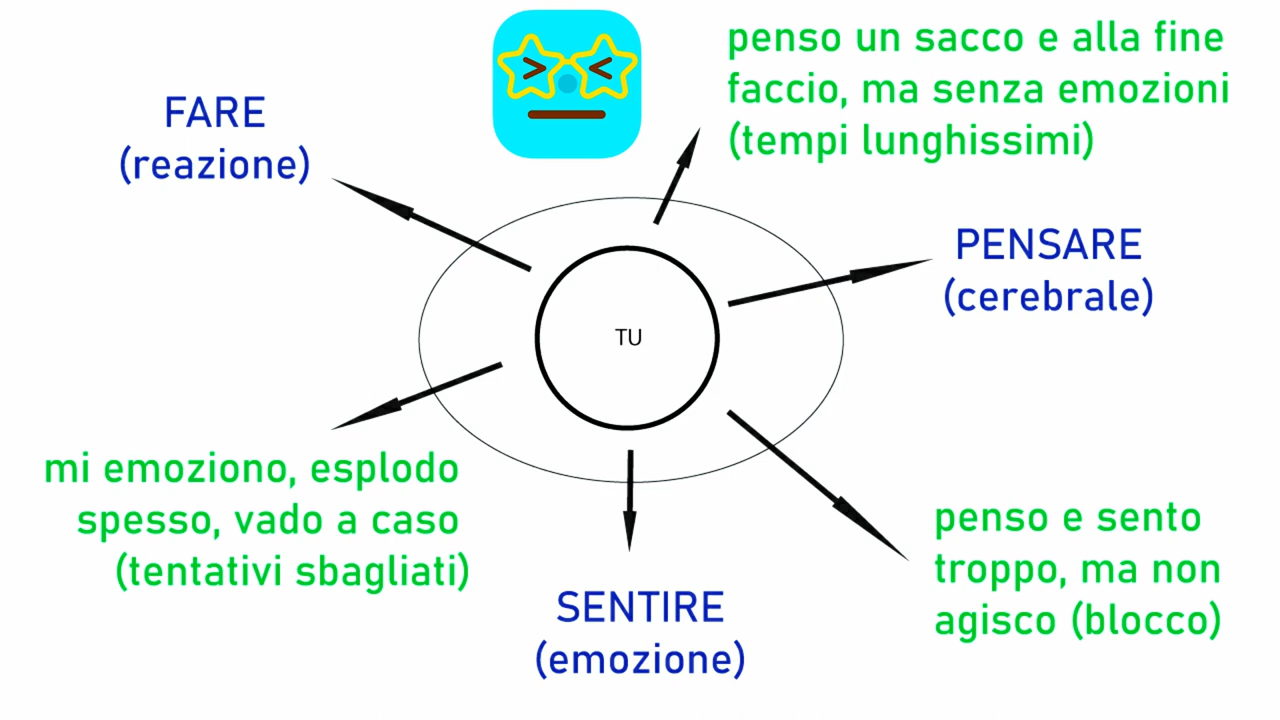 penso un sacco e alla fine
faccio, ma senza emozioni
(tempi lunghissimi)
FARE
(reazione)
PENSARE
(cerebrale)
TU
mi emoziono, esplodo
spesso, vado a caso
(tentativi sbagliati)
penso e sento
troppo, ma non
agisco (blocco)
SENTIRE
(emozione)